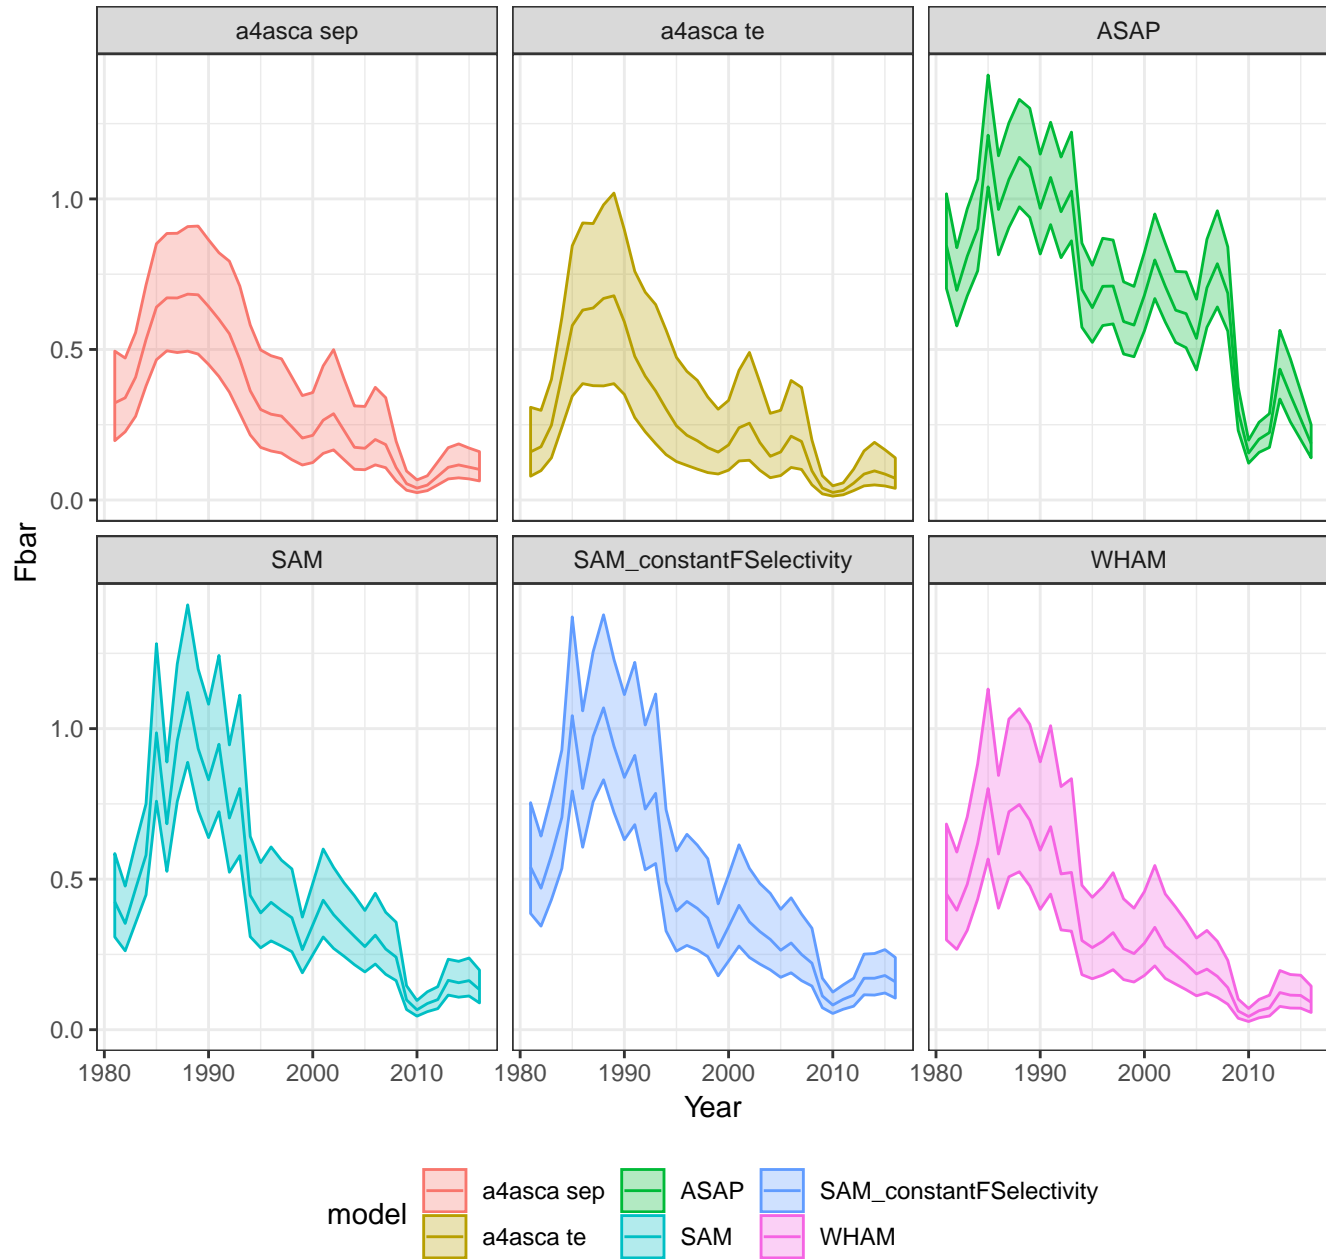 a4asca sep
a4asca te
ASAP
1.0
0.5
0.0
SAM
SAM_constantFSelectivity
WHAM
1.0
0.5
0.0
Fbar
1980 1990 2000 2010
1980 1990 2000 2010
1980 1990 2000 2010
Year
model
a4asca sep
ASAP
SAM_constantFSelectivity
a4asca te
SAM
WHAM